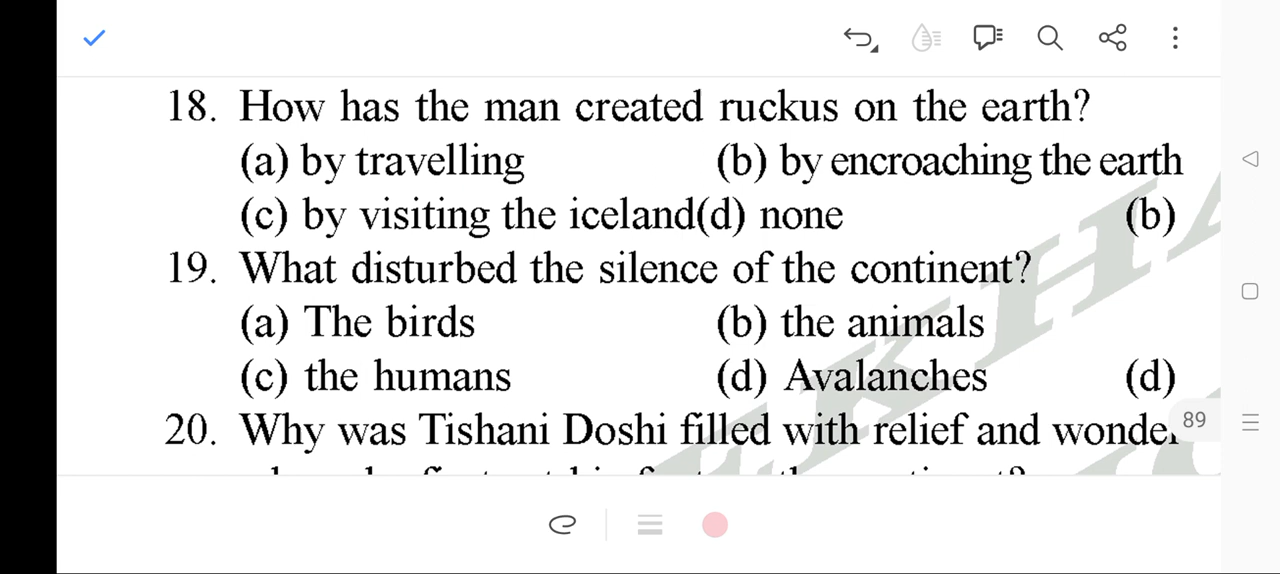 18. How has the man created ruckus on the earth?
(a) by travelling (b) by encroaching the earth
(c) by visiting the iceland(d) none (b)
19. What disturbed the silence of the continent?
(a) The birds (b) the animals
(c) the humans (d) Avalanches (d)
20. Why was Tishani Doshi filled with relief and wonder
89